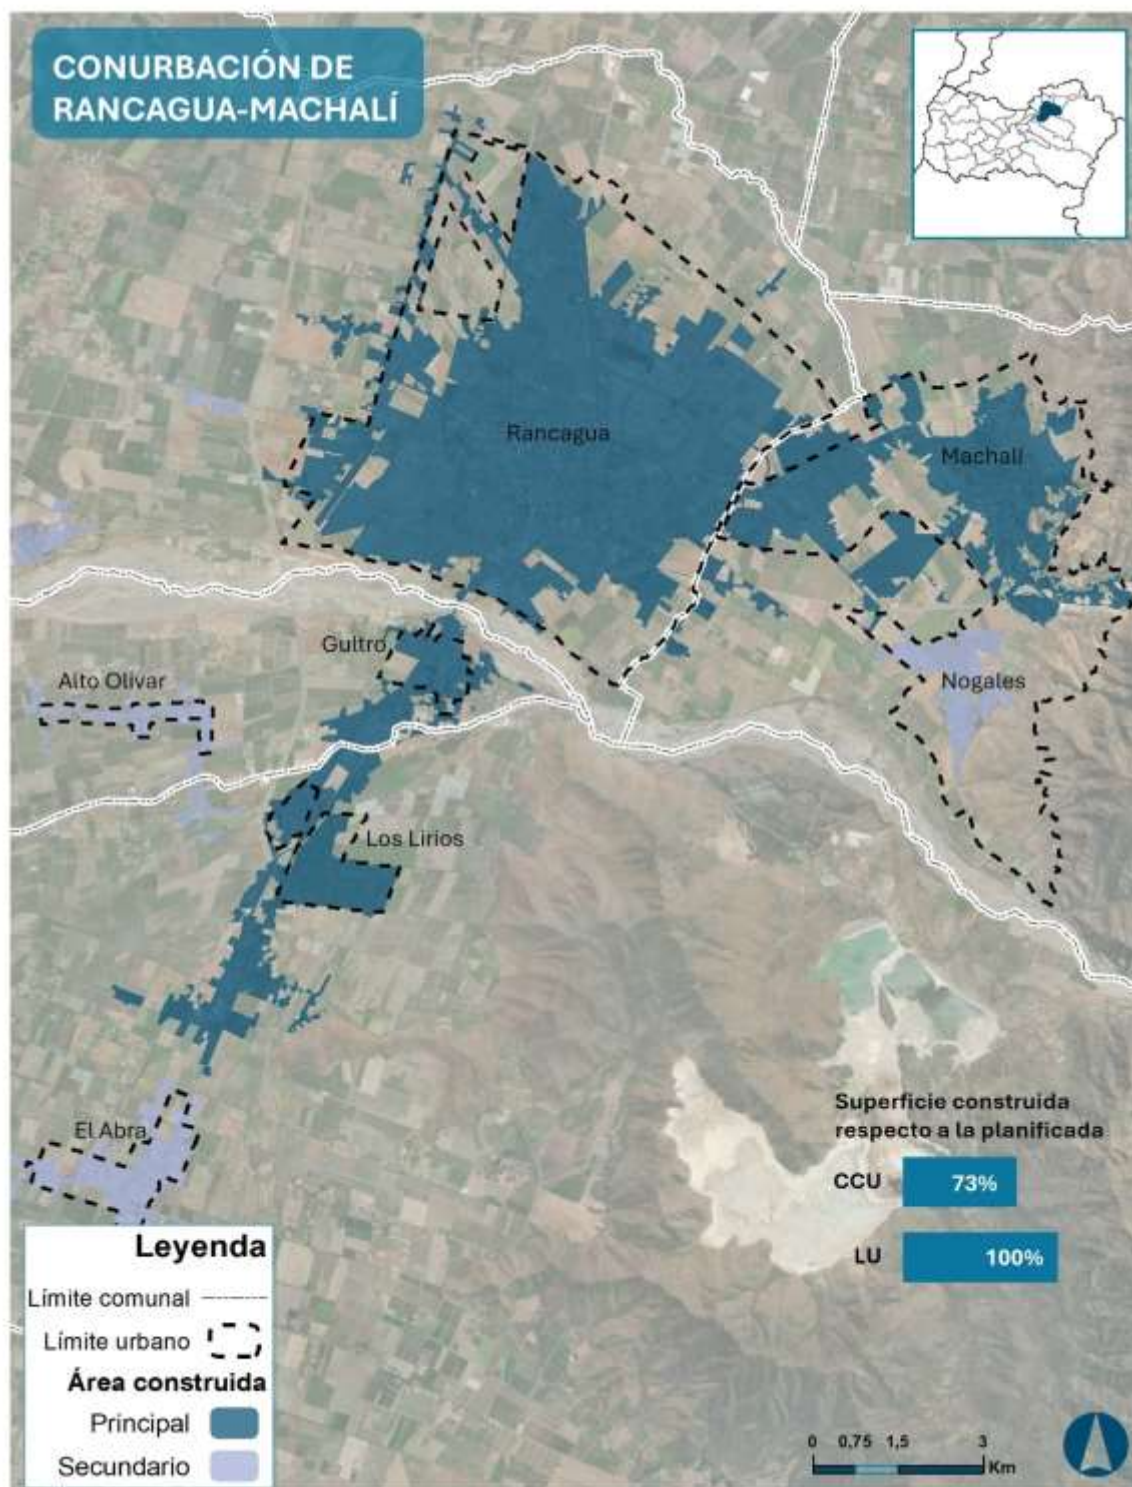 CONURBACIÓN DE
RANCAGUA-MACHALÍ
Rancagua
Machalí
Gultro
Alto Olivar
Nogales
Los Lirios
El Abra
Superficie construida
respecto a la planificada
CCU 73%
LU 100%
Leyenda
Límite comunal
Límite urbano
Área construida
Principal
Secundario
0 0,75 1,5 3
Km